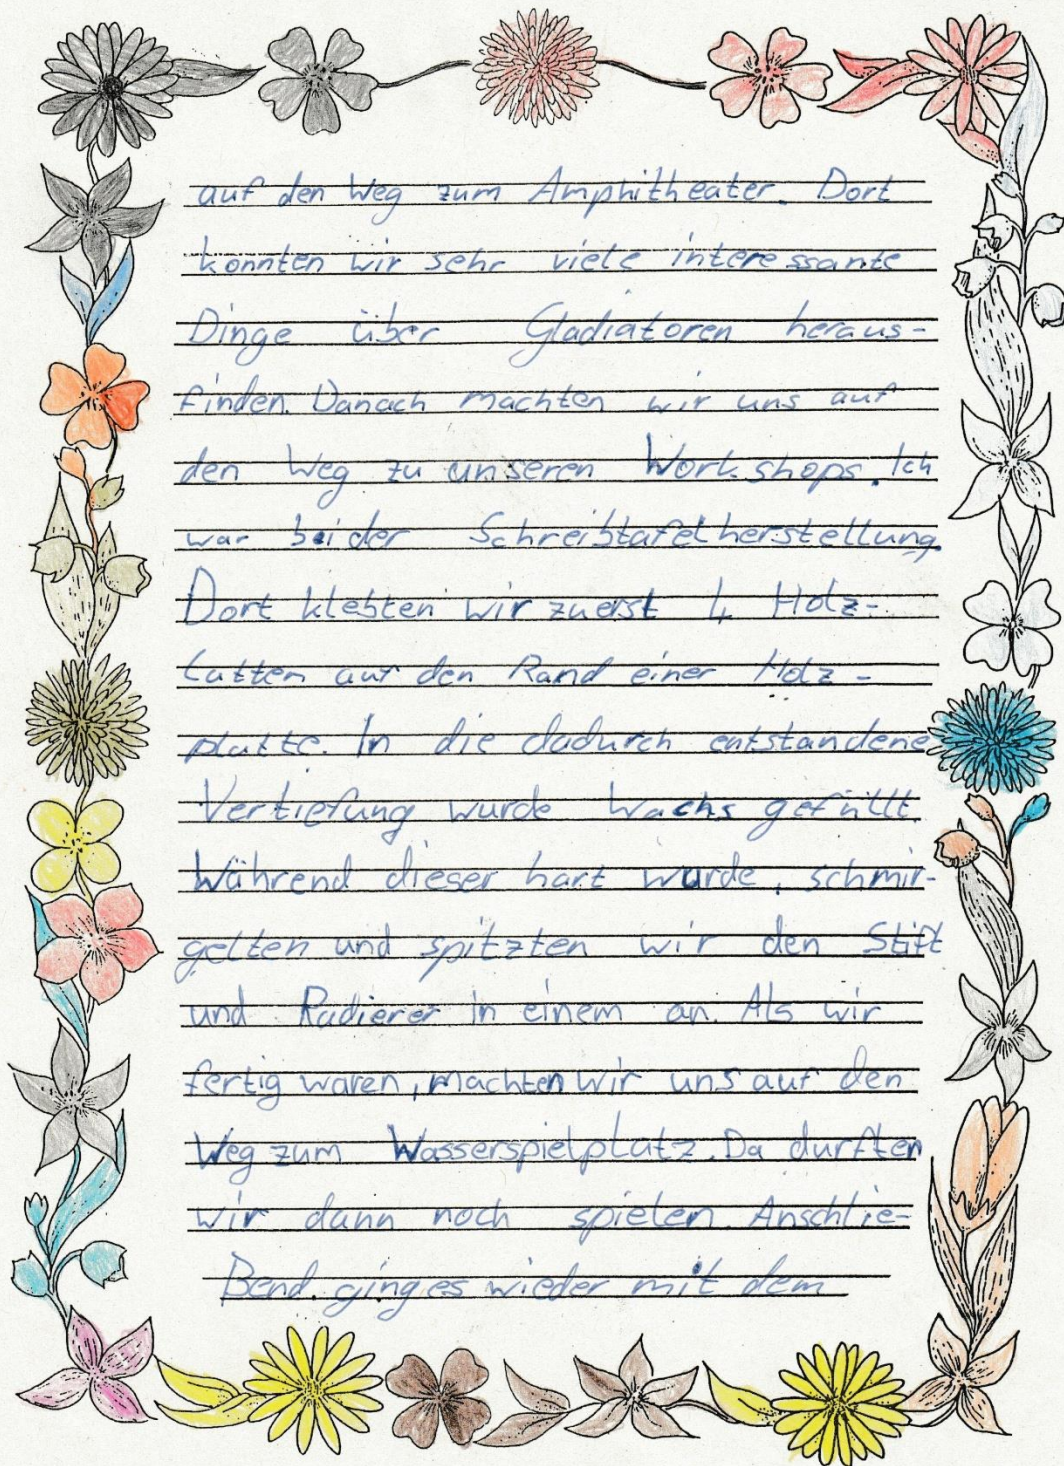 auf den Weg zum Amphitheater. Dort
konnten wir sehr viele interessante
Dinge über Gladiatoren heraus-
finden. Danach machten wir uns auf
den Weg zu unseren Workshops. Ich
war bei der Schreibtafelherstellung.
Dort klebten wir zuerst 4 Holz-
latten auf den Rand einer Holz-
platte. In die dadurch entstandene
Vertiefung wurde Wachs gefüllt.
Während dieser hart wurde, schmir-
gelten und spitzten wir den Stift
und Radierer in einem an. Als wir
fertig waren, machten wir uns auf den
Weg zum Wasserspielplatz. Da durften
wir dann noch spielen. Anschlie-
ßend ging es wieder mit dem